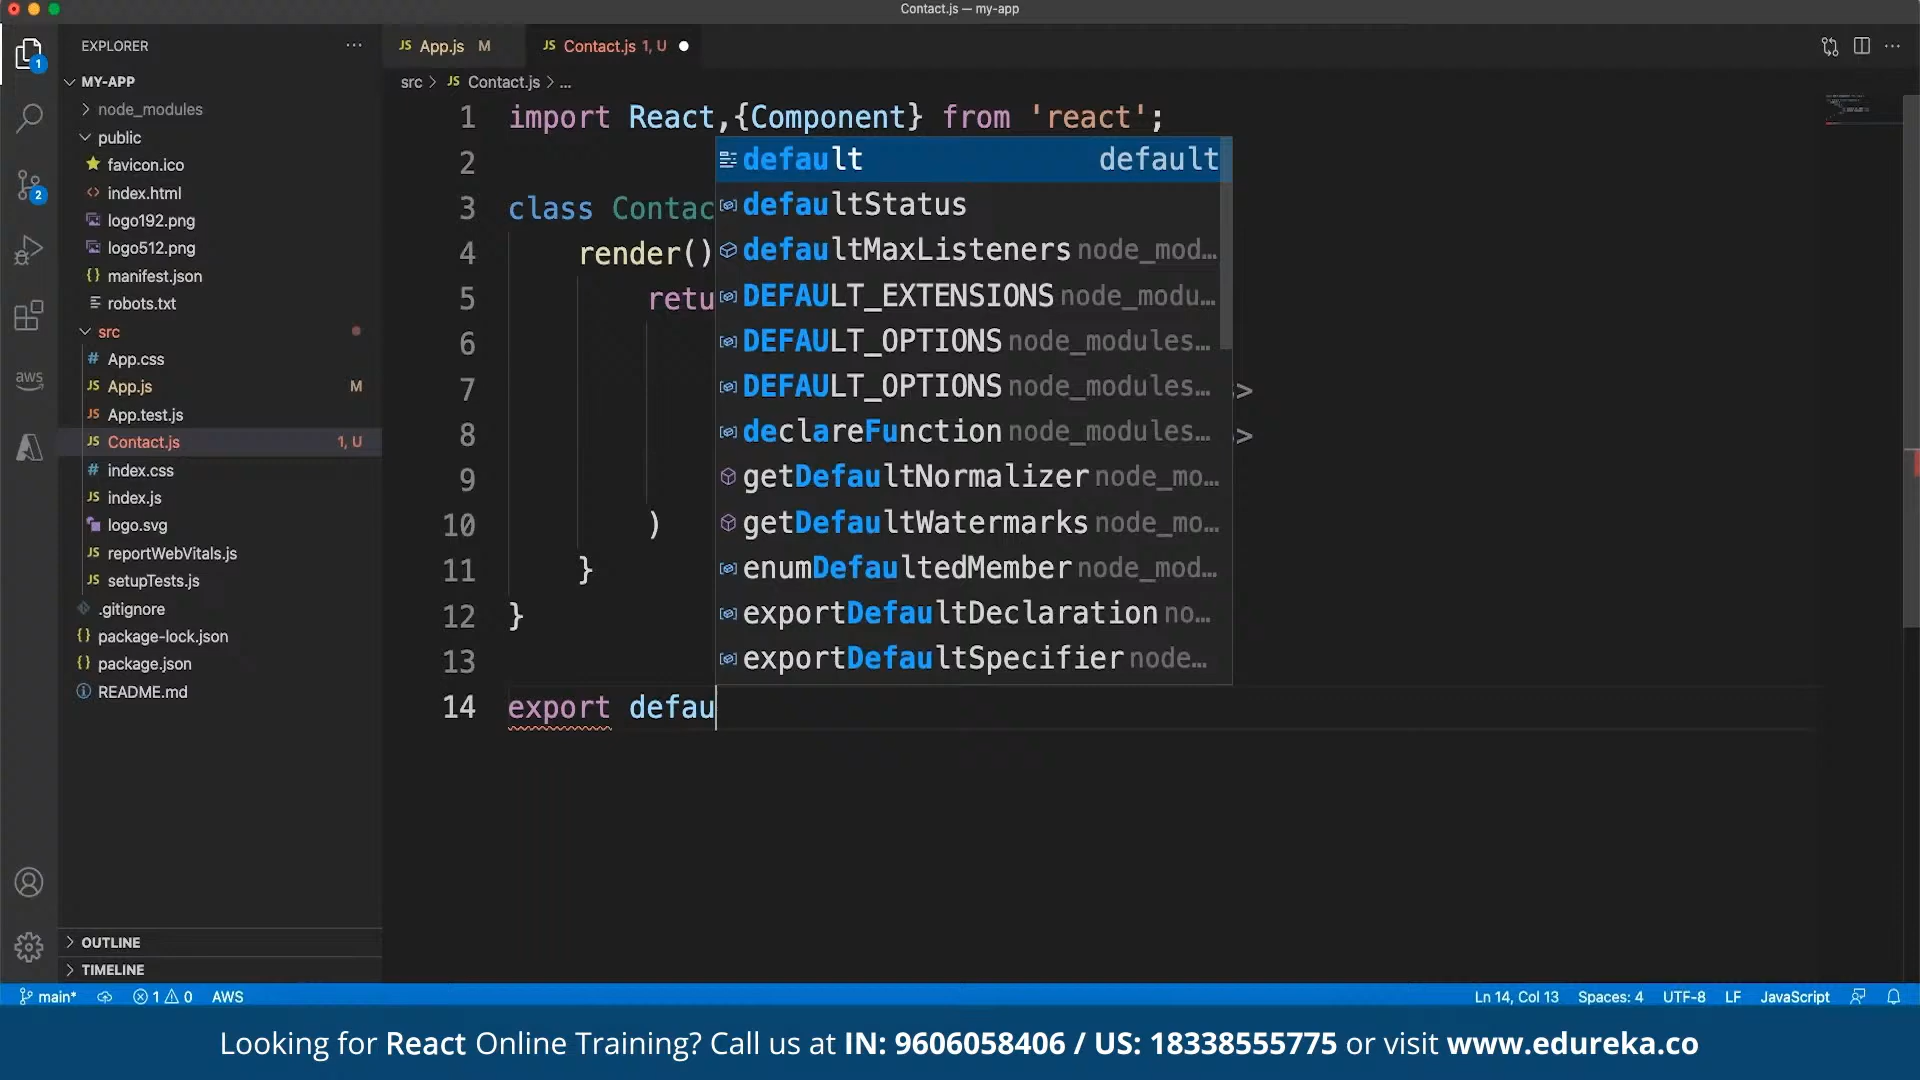 Contact.js — my-app
EXPLORER
MY-APP
node_modules
public
favicon.ico
index.html
logo192.png
logo512.png
manifest.json
robots.txt
src
App.css
App.js M
App.test.js
Contact.js 1, U
index.css
index.js
logo.svg
reportWebVitals.js
setupTests.js
.gitignore
package-lock.json
package.json
README.md
OUTLINE
TIMELINE
1
2
aws
JS App.js M
JS Contact.js 1, U
src > JS Contact.js > ...
1 import React,{Component} from 'react';
2
3 class Contac
4 render()
5 retu
6
7 >
8 >
9
10 )
11 }
12 }
13
14 export defau
default default
defaultStatus
defaultMaxListeners node_mod…
DEFAULT_EXTENSIONS node_modu…
DEFAULT_OPTIONS node_modules…
DEFAULT_OPTIONS node_modules…
declareFunction node_modules…
getDefaultNormalizer node_mo…
getDefaultWatermarks node_mo…
enumDefaultedMember node_mod…
exportDefaultDeclaration no…
exportDefaultSpecifier node…
main* 1 0 AWS
Ln 14, Col 13 Spaces: 4 UTF-8 LF JavaScript
Looking for React Online Training? Call us at IN: 9606058406 / US: 18338555775 or visit www.edureka.co